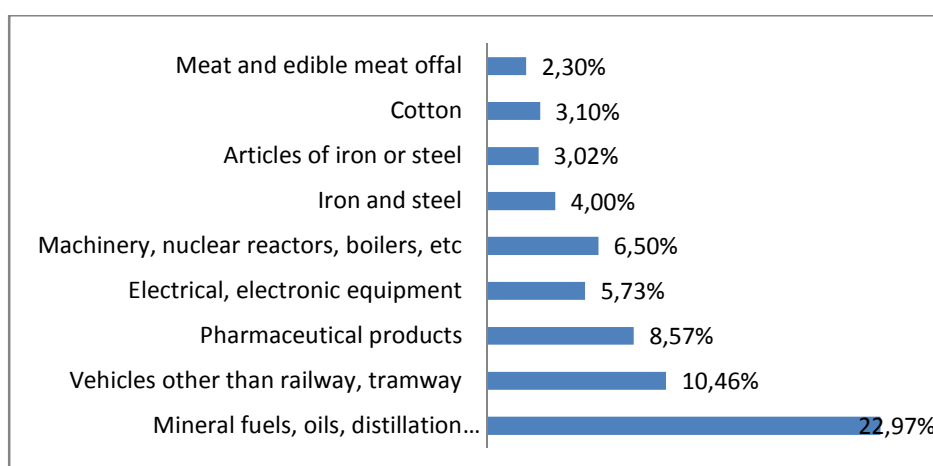 Meat and edible meat offal 2,30%
Cotton 3,10%
Articles of iron or steel 3,02%
Iron and steel 4,00%
Machinery, nuclear reactors, boilers, etc 6,50%
Electrical, electronic equipment 5,73%
Pharmaceutical products 8,57%
Vehicles other than railway, tramway 10,46%
Mineral fuels, oils, distillation… 22,97%